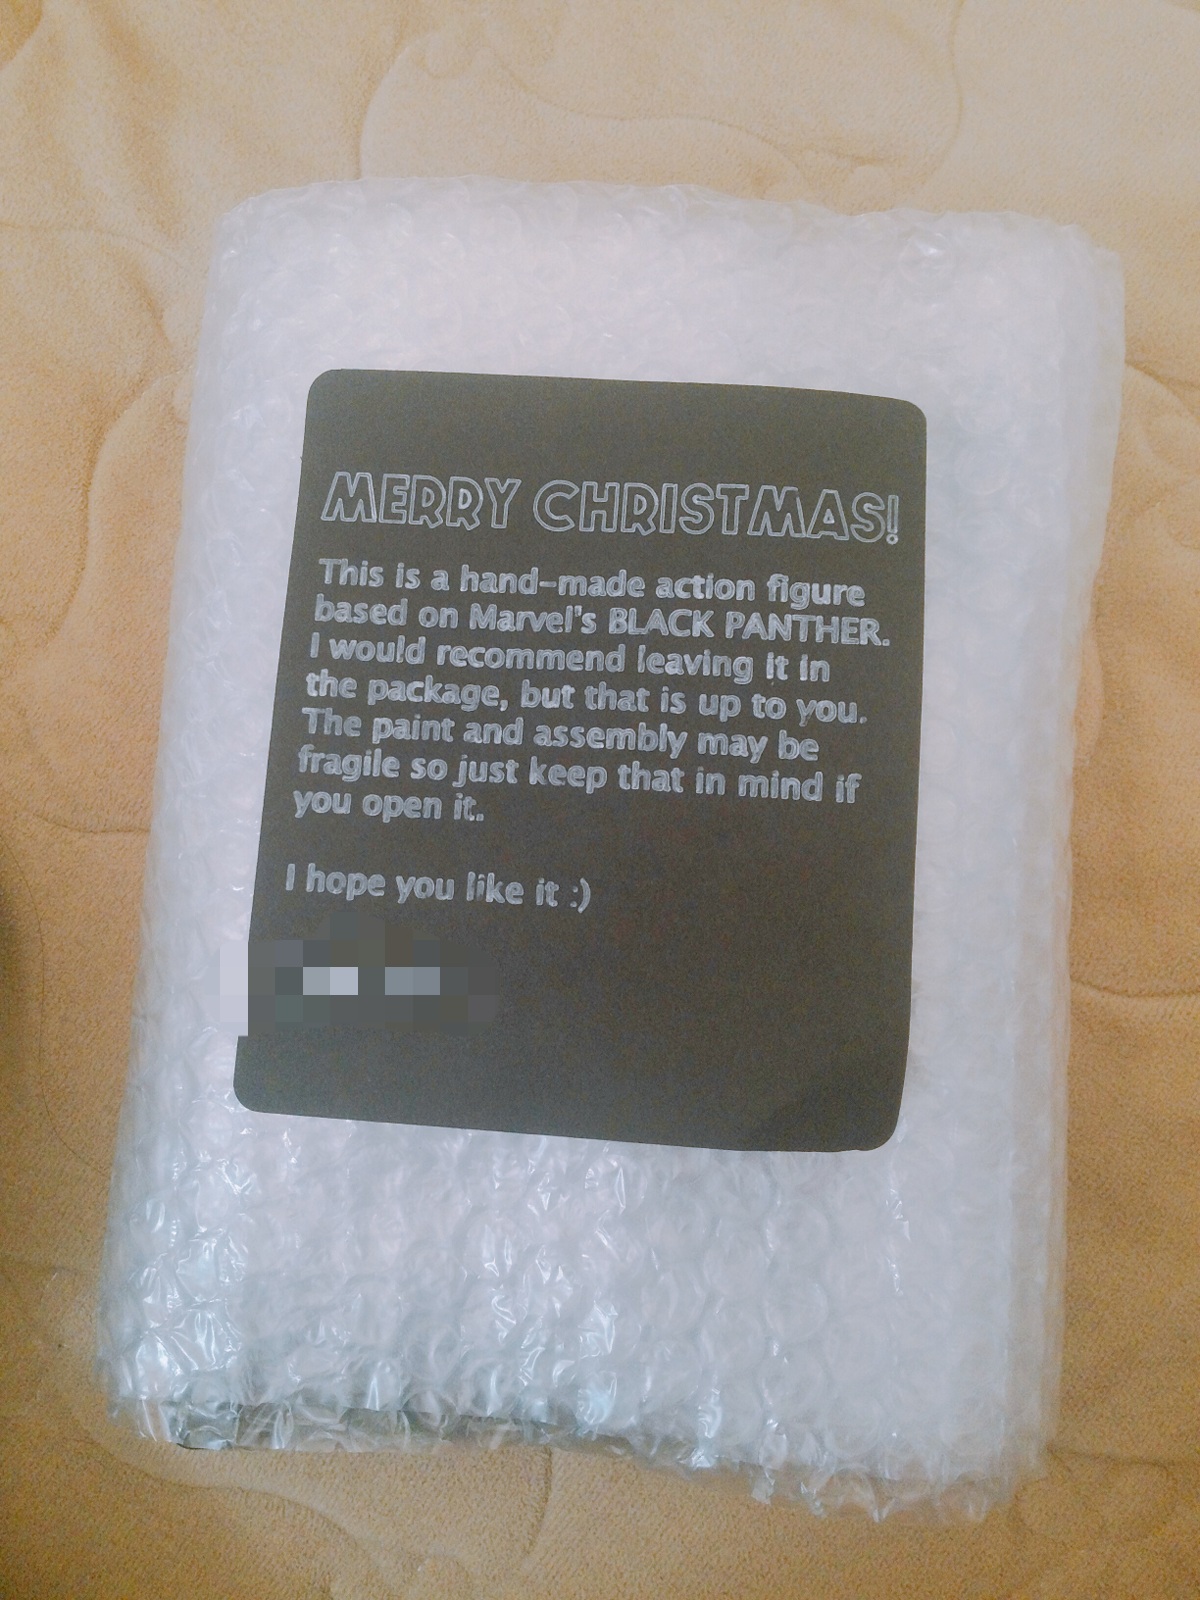 MERRY CHRISTMAS!
This is a hand-made action figure
based on Marvel's BLACK PANTHER.
I would recommend leaving it in
the package, but that is up to you.
The paint and assembly may be
fragile so just keep that in mind if
you open it.
I hope you like it :)